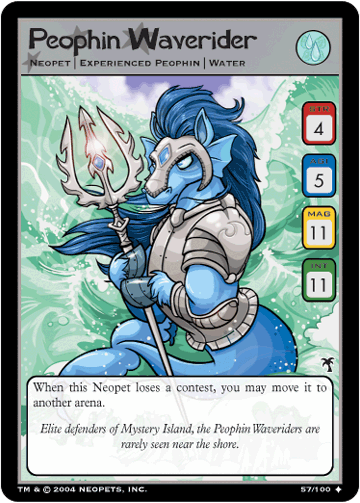 Peophin Waverider
Neopet | Experienced Peophin | Water
STR
4
AGI
5
MAG
11
INT
11
When this Neopet loses a contest, you may move it to
another arena.
Elite defenders of Mystery Island, the Peophin Waveriders are
rarely seen near the shore.
TM & © 2004 NEOPETS, INC.
57/100 ◆